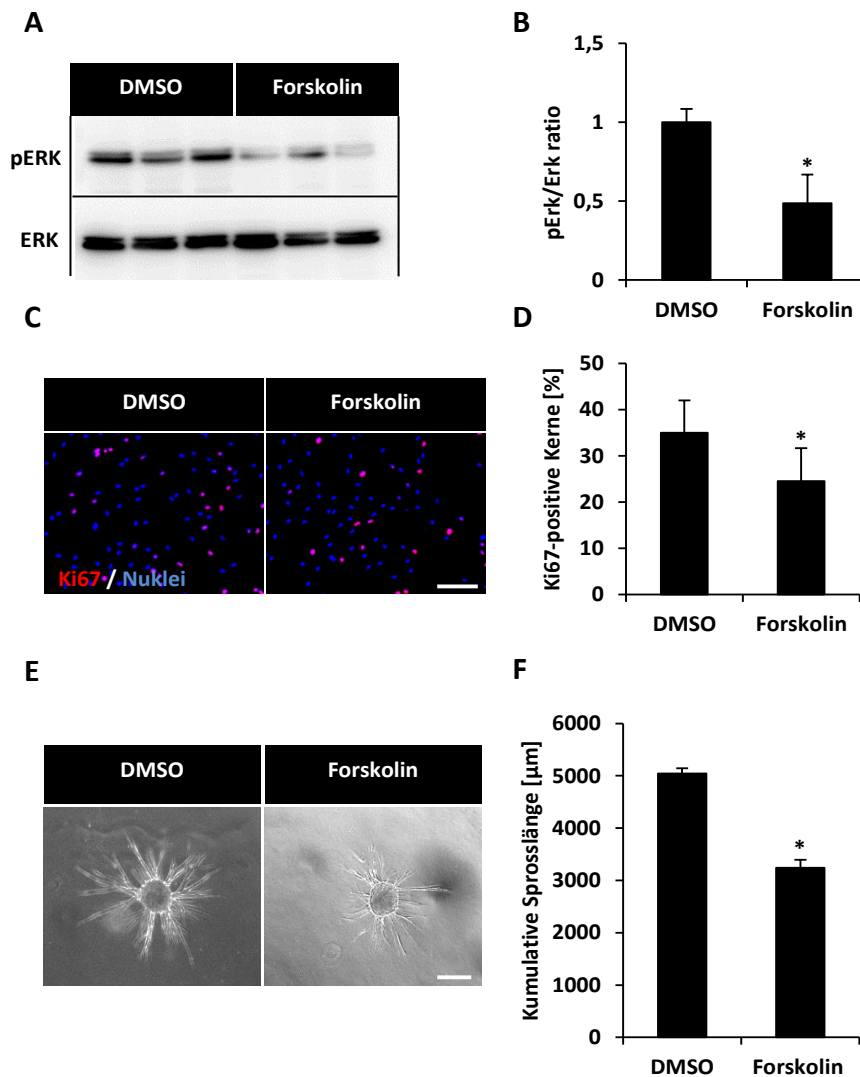 A
DMSO Forskolin
pERK
ERK
B
pErk/Erk ratio
1,5
1
0,5
0
*
DMSO Forskolin
C
DMSO Forskolin
Ki67 / Nuklei
D
Ki67-positive Kerne [%]
50
40
30
20
10
0
*
DMSO Forskolin
E
DMSO Forskolin
F
Kumulative Sprosslänge [µm]
6000
5000
4000
3000
2000
1000
0
*
DMSO Forskolin